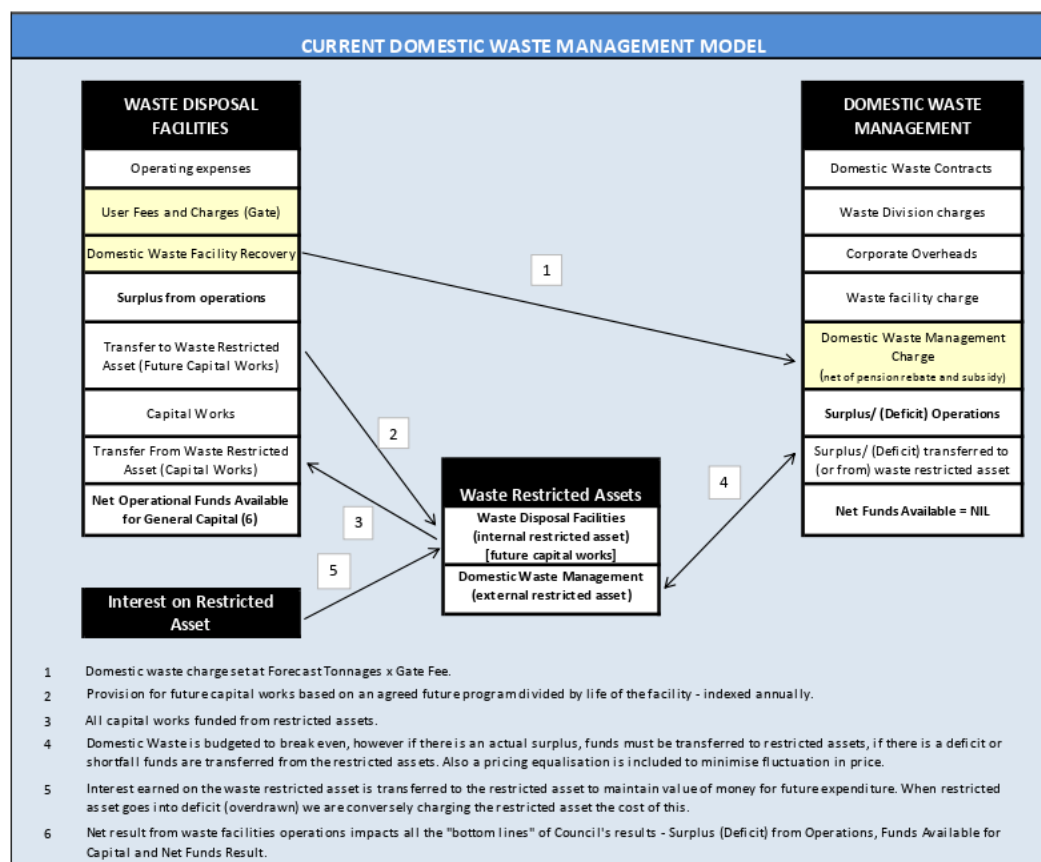 CURRENT DOMESTIC WASTE MANAGEMENT MODEL
WASTE DISPOSAL
FACILITIES
Operating expenses
User Fees and Charges (Gate)
Domestic Waste Facility Recovery
Surplus from operations
Transfer to Waste Restricted
Asset (Future Capital Works)
Capital Works
Transfer From Waste Restricted
Asset (Capital Works)
Net Operational Funds Available
for General Capital (6)
Interest on Restricted
Asset
1
2
3
5
4
Waste Restricted Assets
Waste Disposal Facilities
(internal restricted asset)
[future capital works]
Domestic Waste Management
(external restricted asset)
DOMESTIC WASTE
MANAGEMENT
Domestic Waste Contracts
Waste Division charges
Corporate Overheads
Waste facility charge
Domestic Waste Management
Charge
(net of pension rebate and subsidy)
Surplus/ (Deficit) Operations
Surplus/ (Deficit) transferred to
(or from) waste restricted asset
Net Funds Available = NIL
1 Domestic waste charge set at Forecast Tonnages x Gate Fee.
2 Provision for future capital works based on an agreed future program divided by life of the facility - indexed annually.
3 All capital works funded from restricted assets.
4 Domestic Waste is budgeted to break even, however if there is an actual surplus, funds must be transferred to restricted assets, if there is a deficit or
shortfall funds are transferred from the restricted assets. Also a pricing equalisation is included to minimise fluctuation in price.
5 Interest earned on the waste restricted asset is transferred to the restricted asset to maintain value of money for future expenditure. When restricted
asset goes into deficit (overdrawn) we are conversely charging the restricted asset the cost of this.
6 Net result from waste facilities operations impacts all the "bottom lines" of Council's results - Surplus (Deficit) from Operations, Funds Available for
Capital and Net Funds Result.